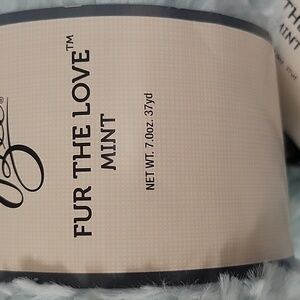 FUR THE LOVE™
MINT
NET WT. 7.0oz. 37yd